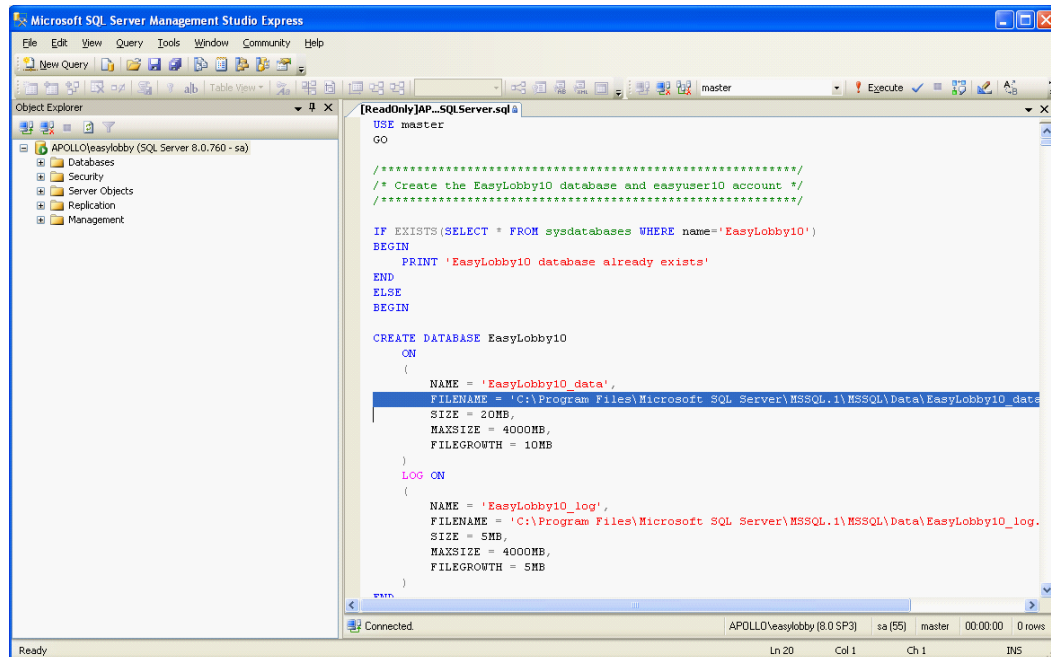 Microsoft SQL Server Management Studio Express
File Edit View Query Tools Window Community Help
New Query
Table View
master
Execute
Object Explorer
APOLLO\easylobby (SQL Server 8.0.760 - sa)
Databases
Security
Server Objects
Replication
Management
[ReadOnly]AP...SQLServer.sql
USE master
GO
/**********************************************************/
/* Create the EasyLobby10 database and easyuser10 account */
/**********************************************************/
IF EXISTS(SELECT * FROM sysdatabases WHERE name='EasyLobby10')
BEGIN
PRINT 'EasyLobby10 database already exists'
END
ELSE
BEGIN
CREATE DATABASE EasyLobby10
ON
(
NAME = 'EasyLobby10_data',
FILENAME = 'C:\Program Files\Microsoft SQL Server\MSSQL.1\MSSQL\Data\EasyLobby10_data
SIZE = 20MB,
MAXSIZE = 4000MB,
FILEGROWTH = 10MB
)
LOG ON
(
NAME = 'EasyLobby10_log',
FILENAME = 'C:\Program Files\Microsoft SQL Server\MSSQL.1\MSSQL\Data\EasyLobby10_log.
SIZE = 5MB,
MAXSIZE = 4000MB,
FILEGROWTH = 5MB
)
END
Connected.
APOLLO\easylobby (8.0 SP3) sa (55) master 00:00:00 0 rows
Ready
Ln 20 Col 1 Ch 1 INS